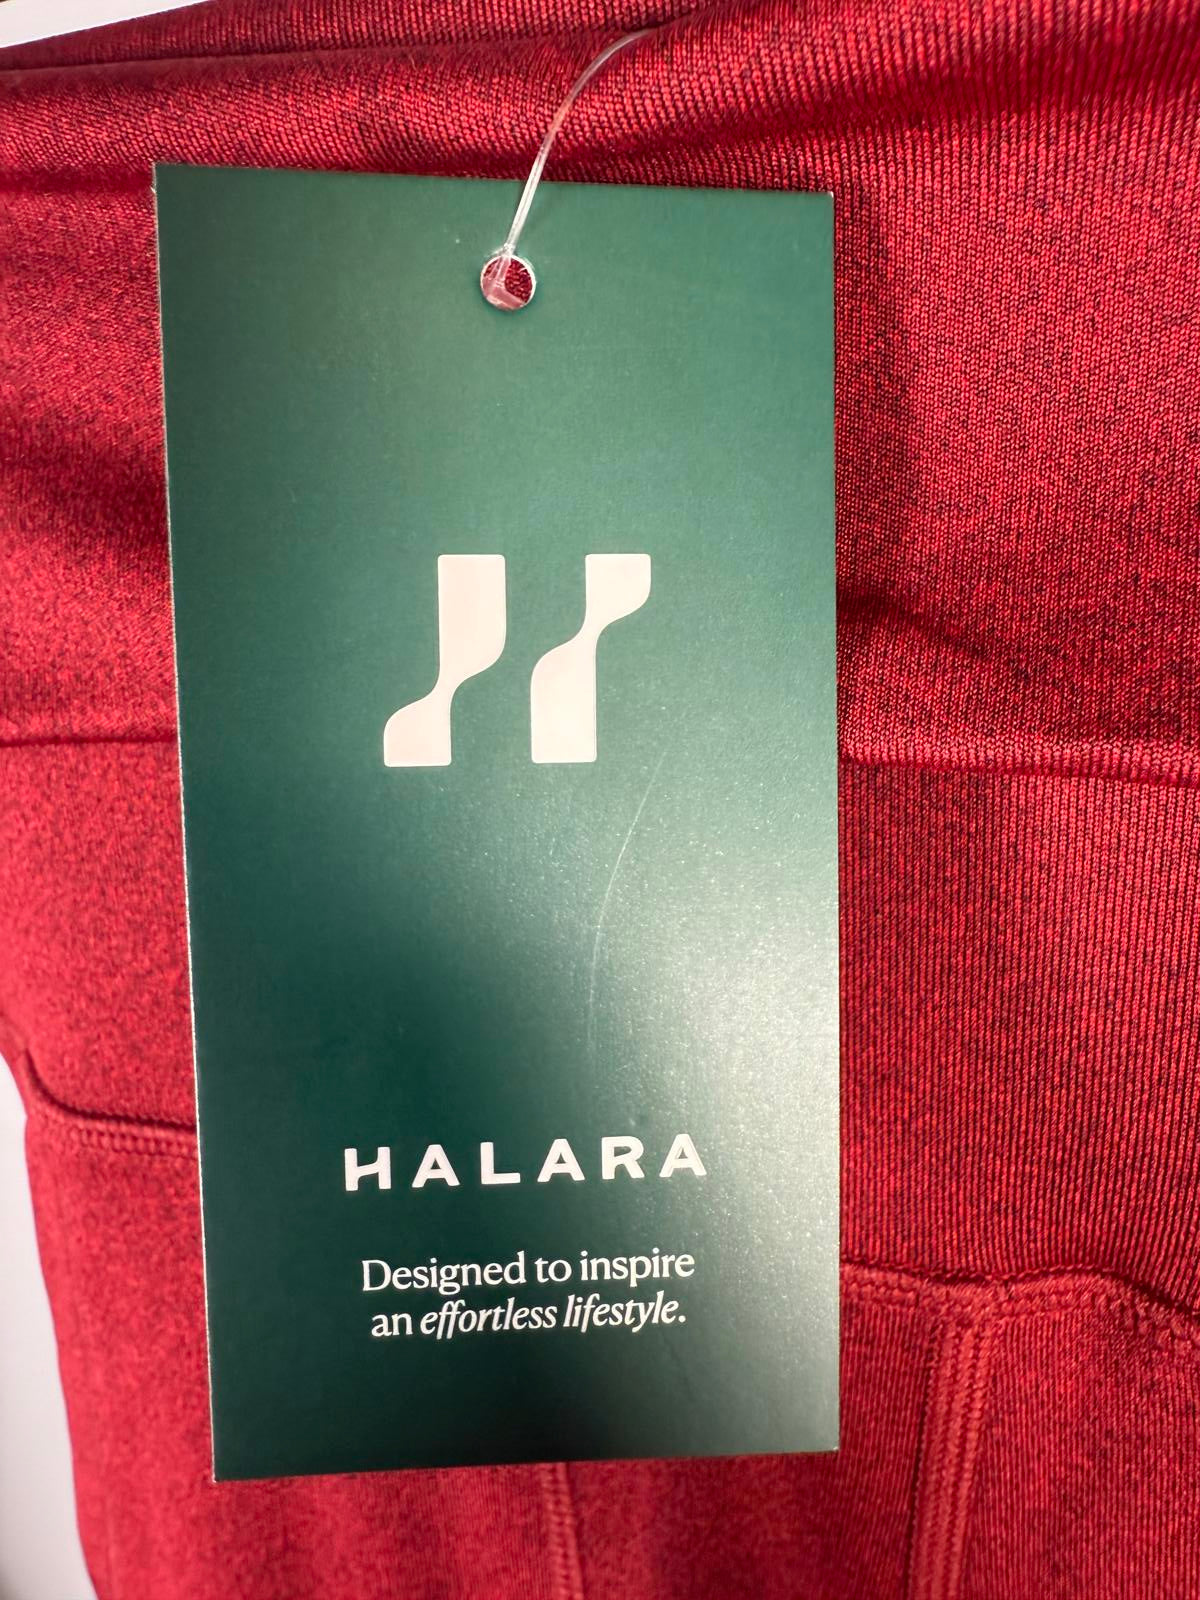 HALARA
Designed to inspire
an effortless lifestyle.